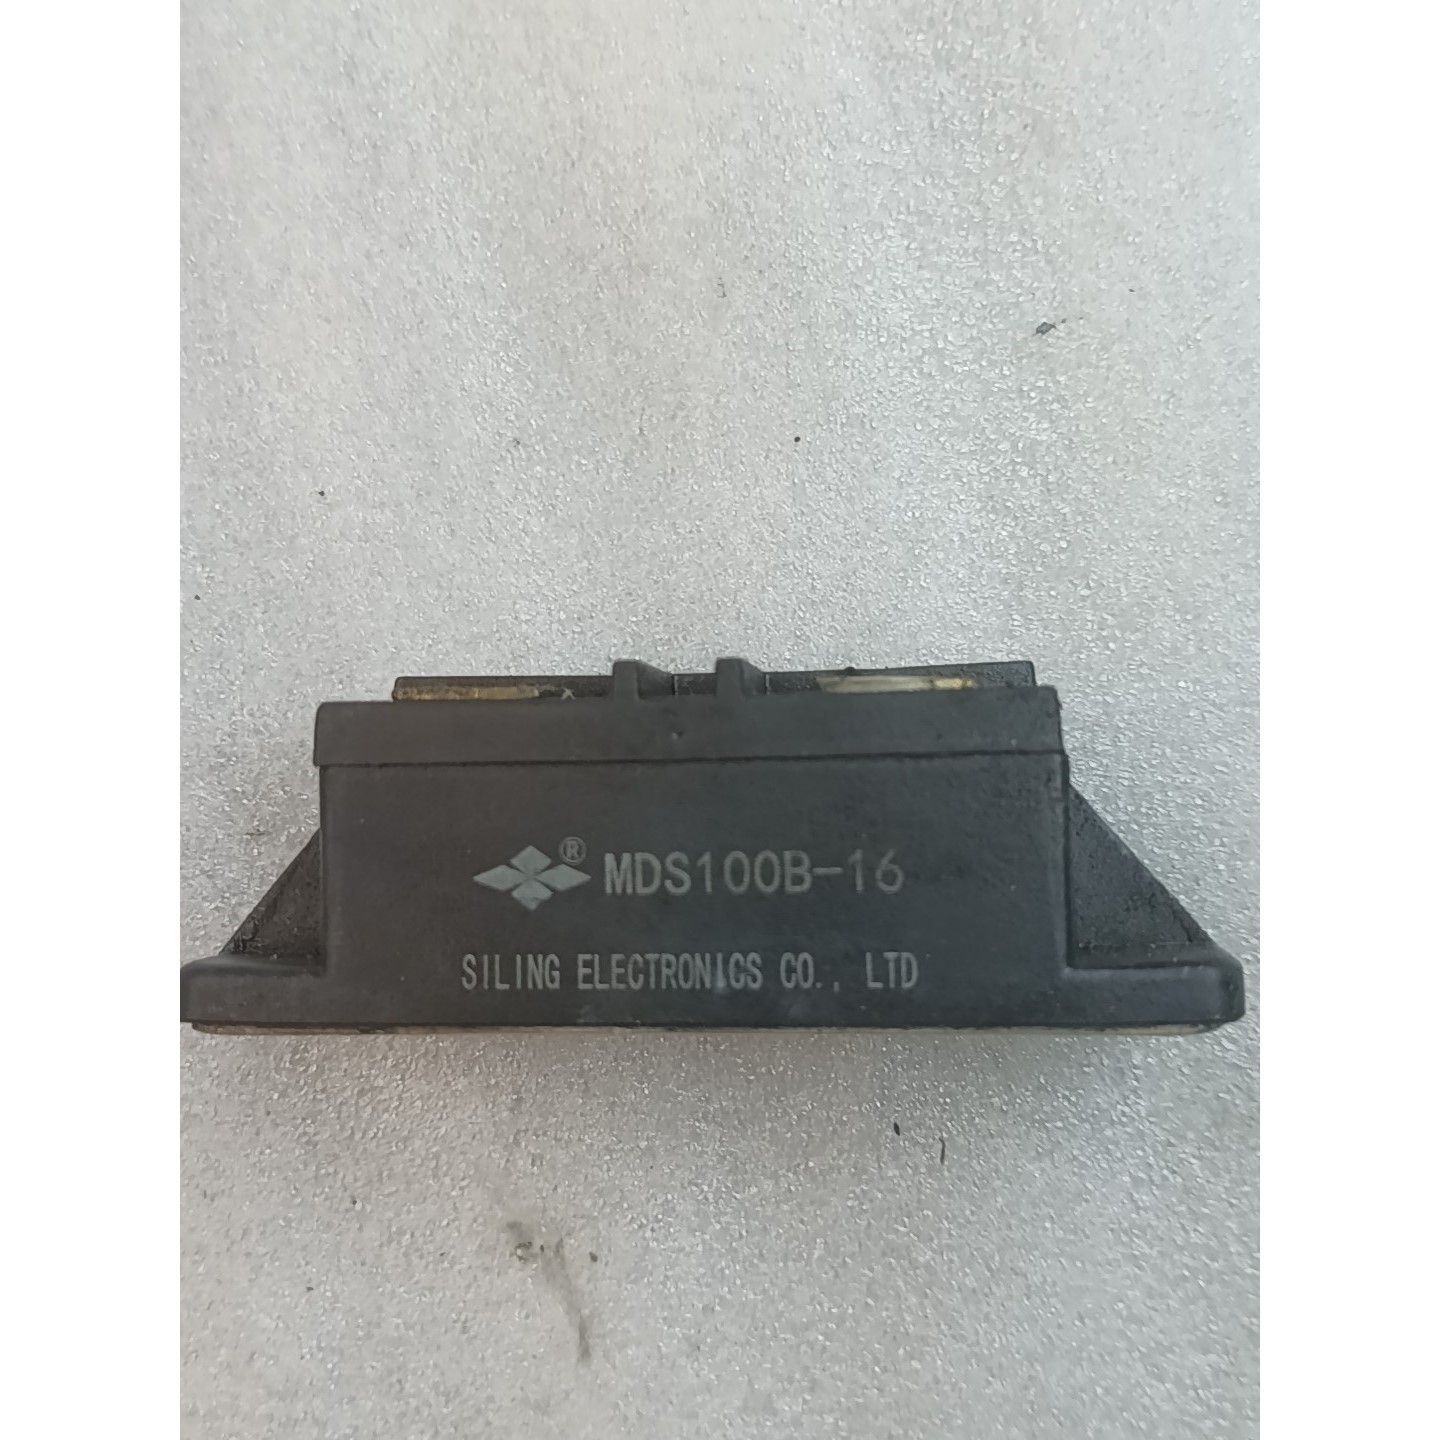 ® MDS100B-16
SILING ELECTRONICS CO., LTD